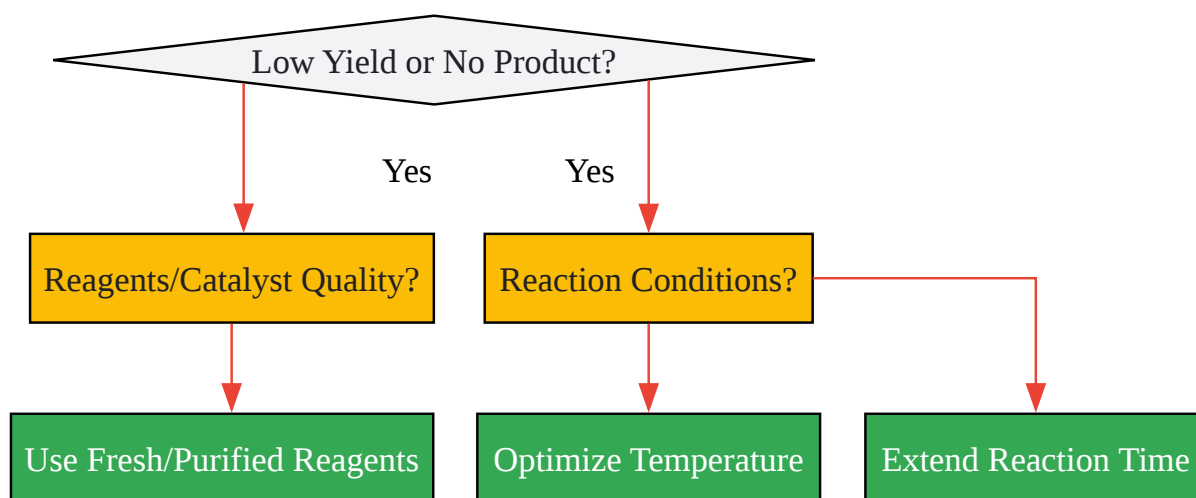 Low Yield or No Product?
Yes
Yes
Reagents/Catalyst Quality?
Reaction Conditions?
Use Fresh/Purified Reagents
Optimize Temperature
Extend Reaction Time